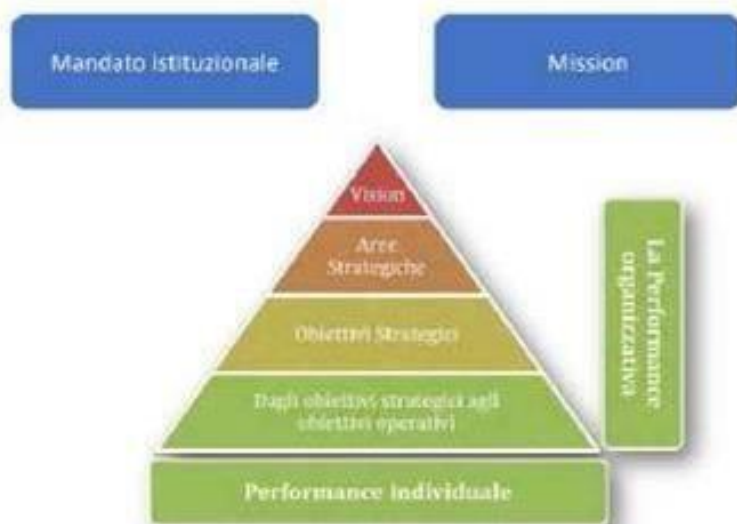 Mandato istituzionale
Mission
Vision
Aree
Strategiche
Obiettivi Strategici
Dagli obiettivi strategici agli
obiettivi operativi
La Performance
organizzativa
Performance individuale